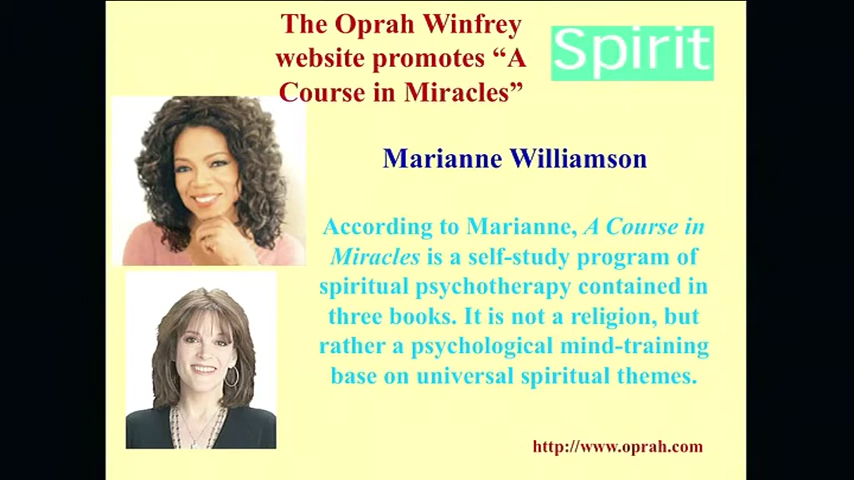 The Oprah Winfrey
website promotes “A
Course in Miracles”
Spirit
Marianne Williamson
According to Marianne, A Course in
Miracles is a self-study program of
spiritual psychotherapy contained in
three books. It is not a religion, but
rather a psychological mind-training
base on universal spiritual themes.
http://www.oprah.com